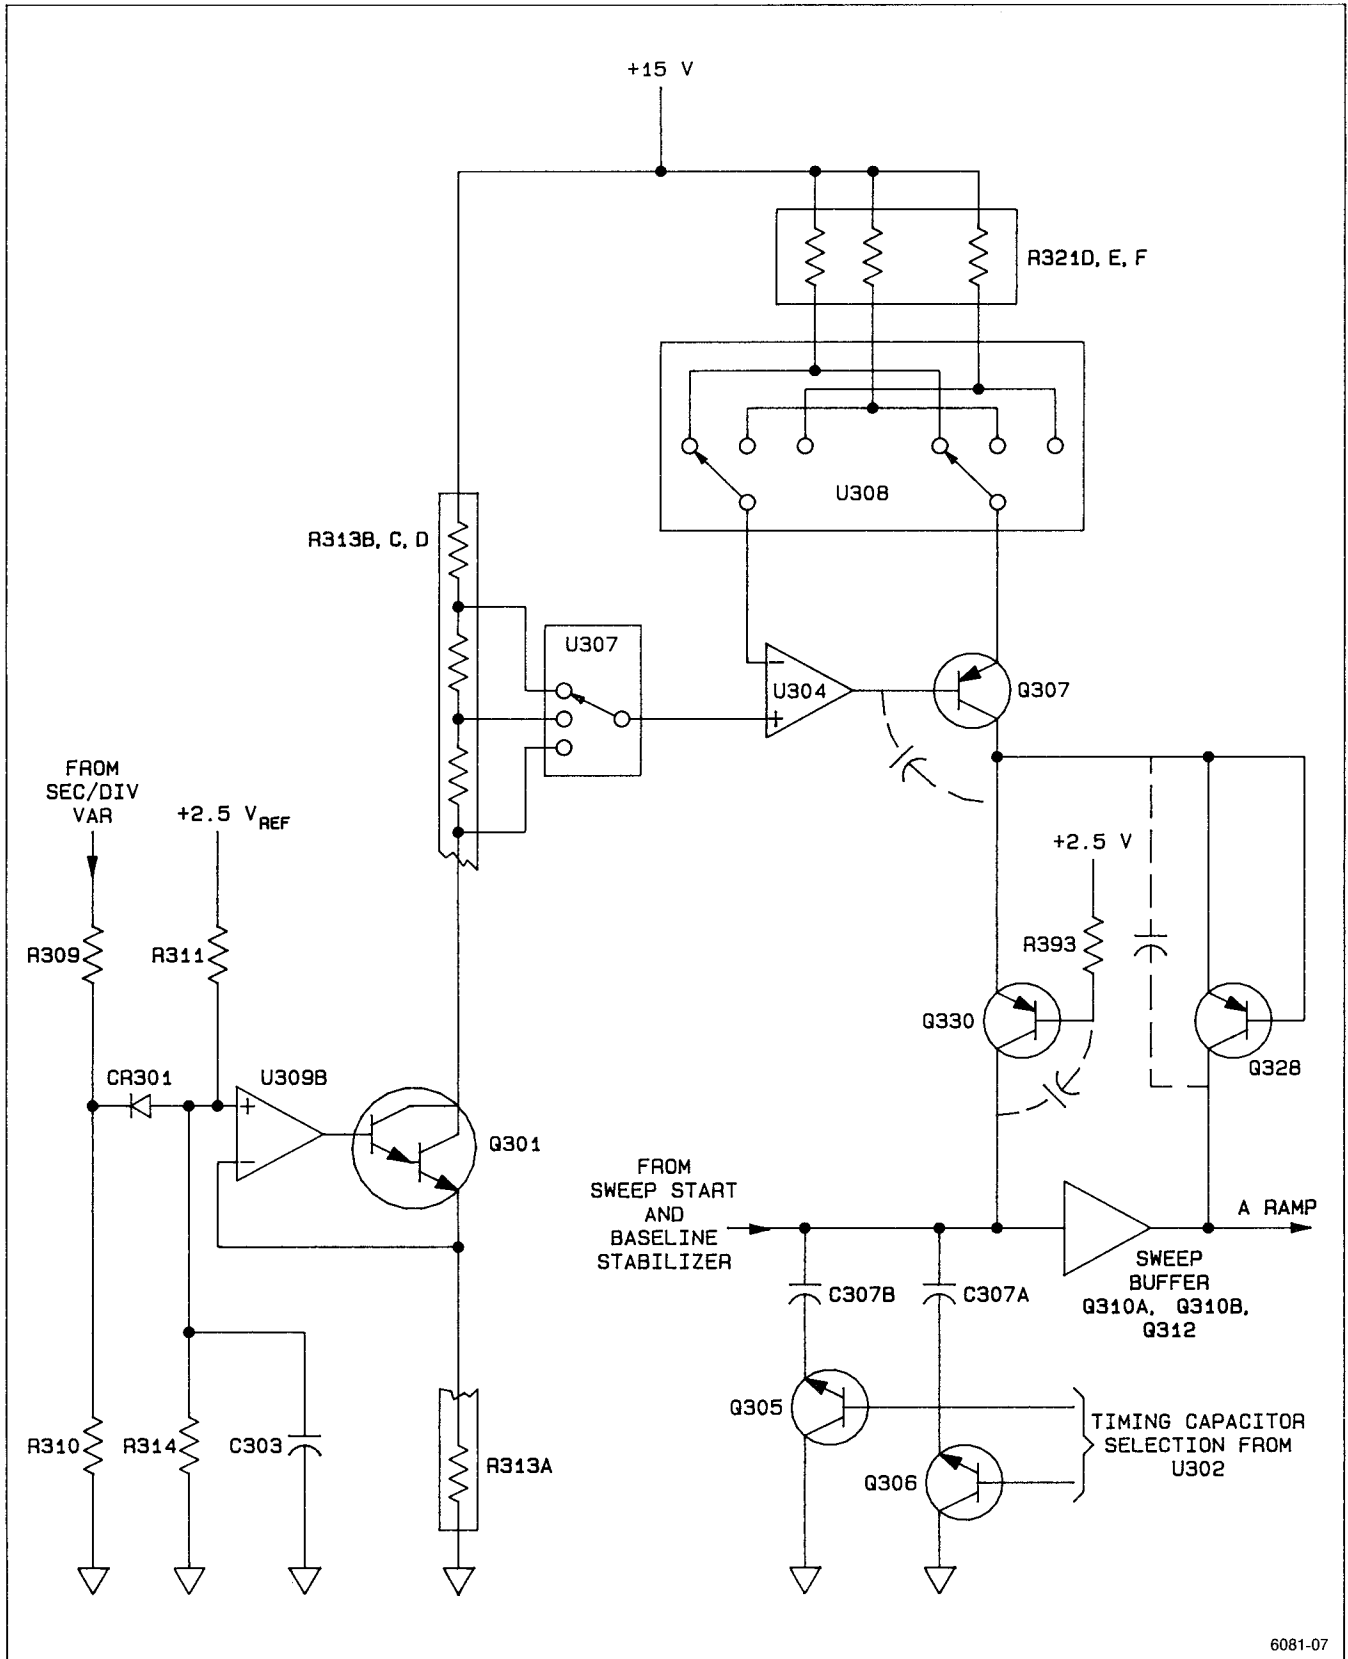 +15 V
R321D, E, F
U308
R313B, C, D
U307
U304
Q307
FROM
SEC/DIV
VAR
+2.5 V REF
+2.5 V
R309
R311
R393
Q330
Q328
CR301
U309B
Q301
FROM
SWEEP START
AND
BASELINE
STABILIZER
A RAMP
SWEEP
BUFFER
Q310A, Q310B,
Q312
C307B
C307A
Q305
Q306
TIMING CAPACITOR
SELECTION FROM
U302
R310
R314
C303
R313A
6081-07